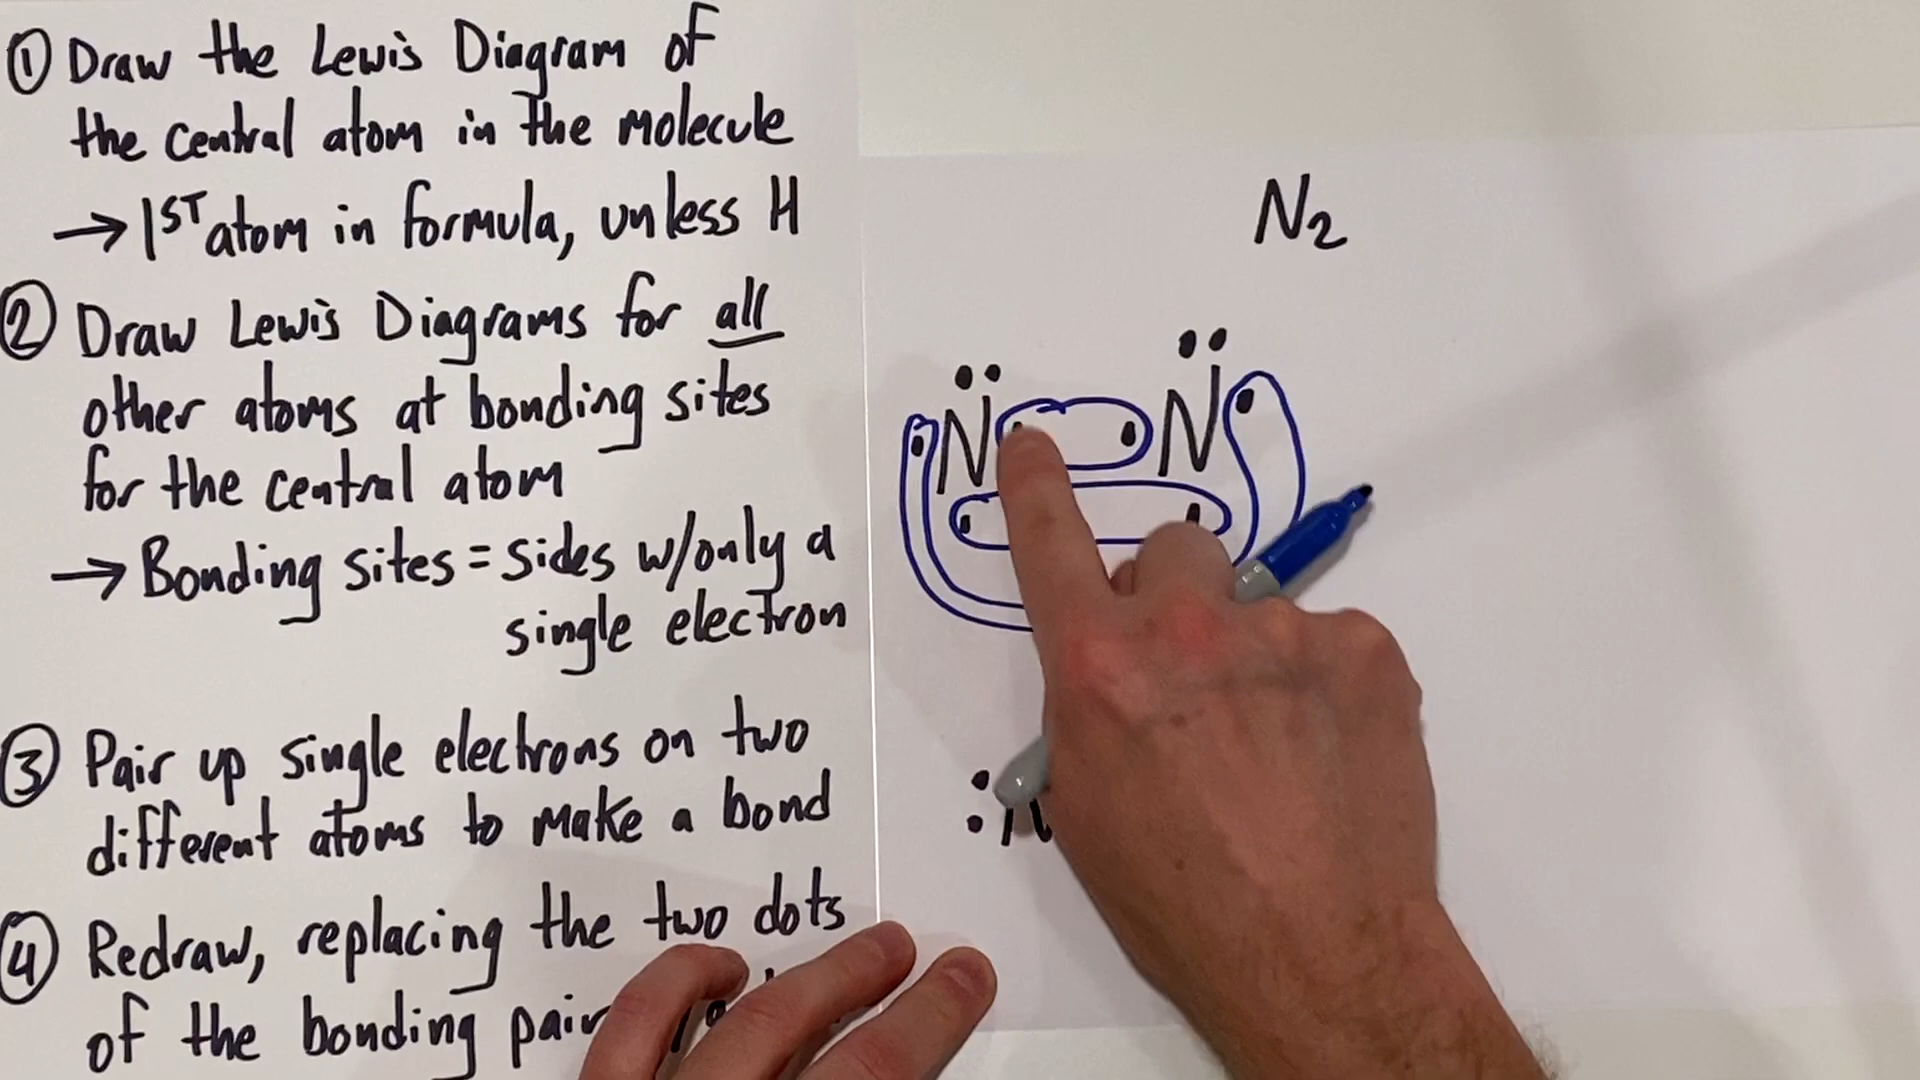 ① Draw the Lewis Diagram of
the central atom in the molecule
→ 1ST atom in formula, unless H
② Draw Lewis Diagrams for all
other atoms at bonding sites
for the central atom
→ Bonding sites = sides w/only a
single electron
③ Pair up single electrons on two
different atoms to make a bond
④ Redraw, replacing the two dots
of the bonding pair
N₂
N N